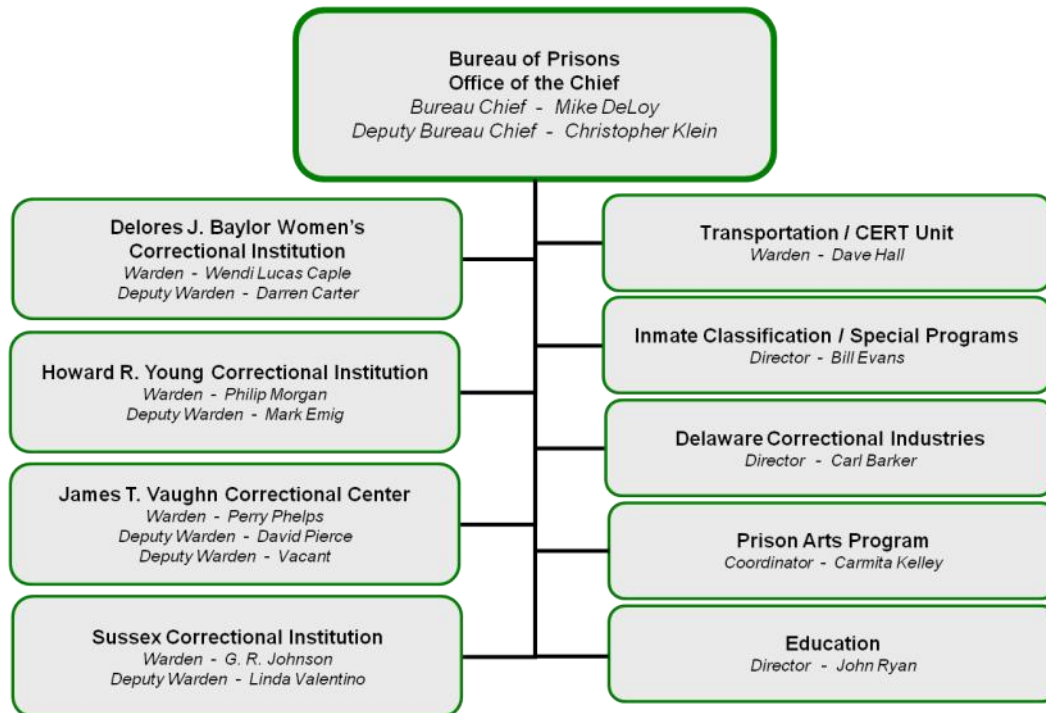 Bureau of Prisons
Office of the Chief
Bureau Chief - Mike DeLoy
Deputy Bureau Chief - Christopher Klein
Delores J. Baylor Women’s
Correctional Institution
Warden - Wendi Lucas Caple
Deputy Warden - Darren Carter
Howard R. Young Correctional Institution
Warden - Philip Morgan
Deputy Warden - Mark Emig
James T. Vaughn Correctional Center
Warden - Perry Phelps
Deputy Warden - David Pierce
Deputy Warden - Vacant
Sussex Correctional Institution
Warden - G. R. Johnson
Deputy Warden - Linda Valentino
Transportation / CERT Unit
Warden - Dave Hall
Inmate Classification / Special Programs
Director - Bill Evans
Delaware Correctional Industries
Director - Carl Barker
Prison Arts Program
Coordinator - Carmita Kelley
Education
Director - John Ryan